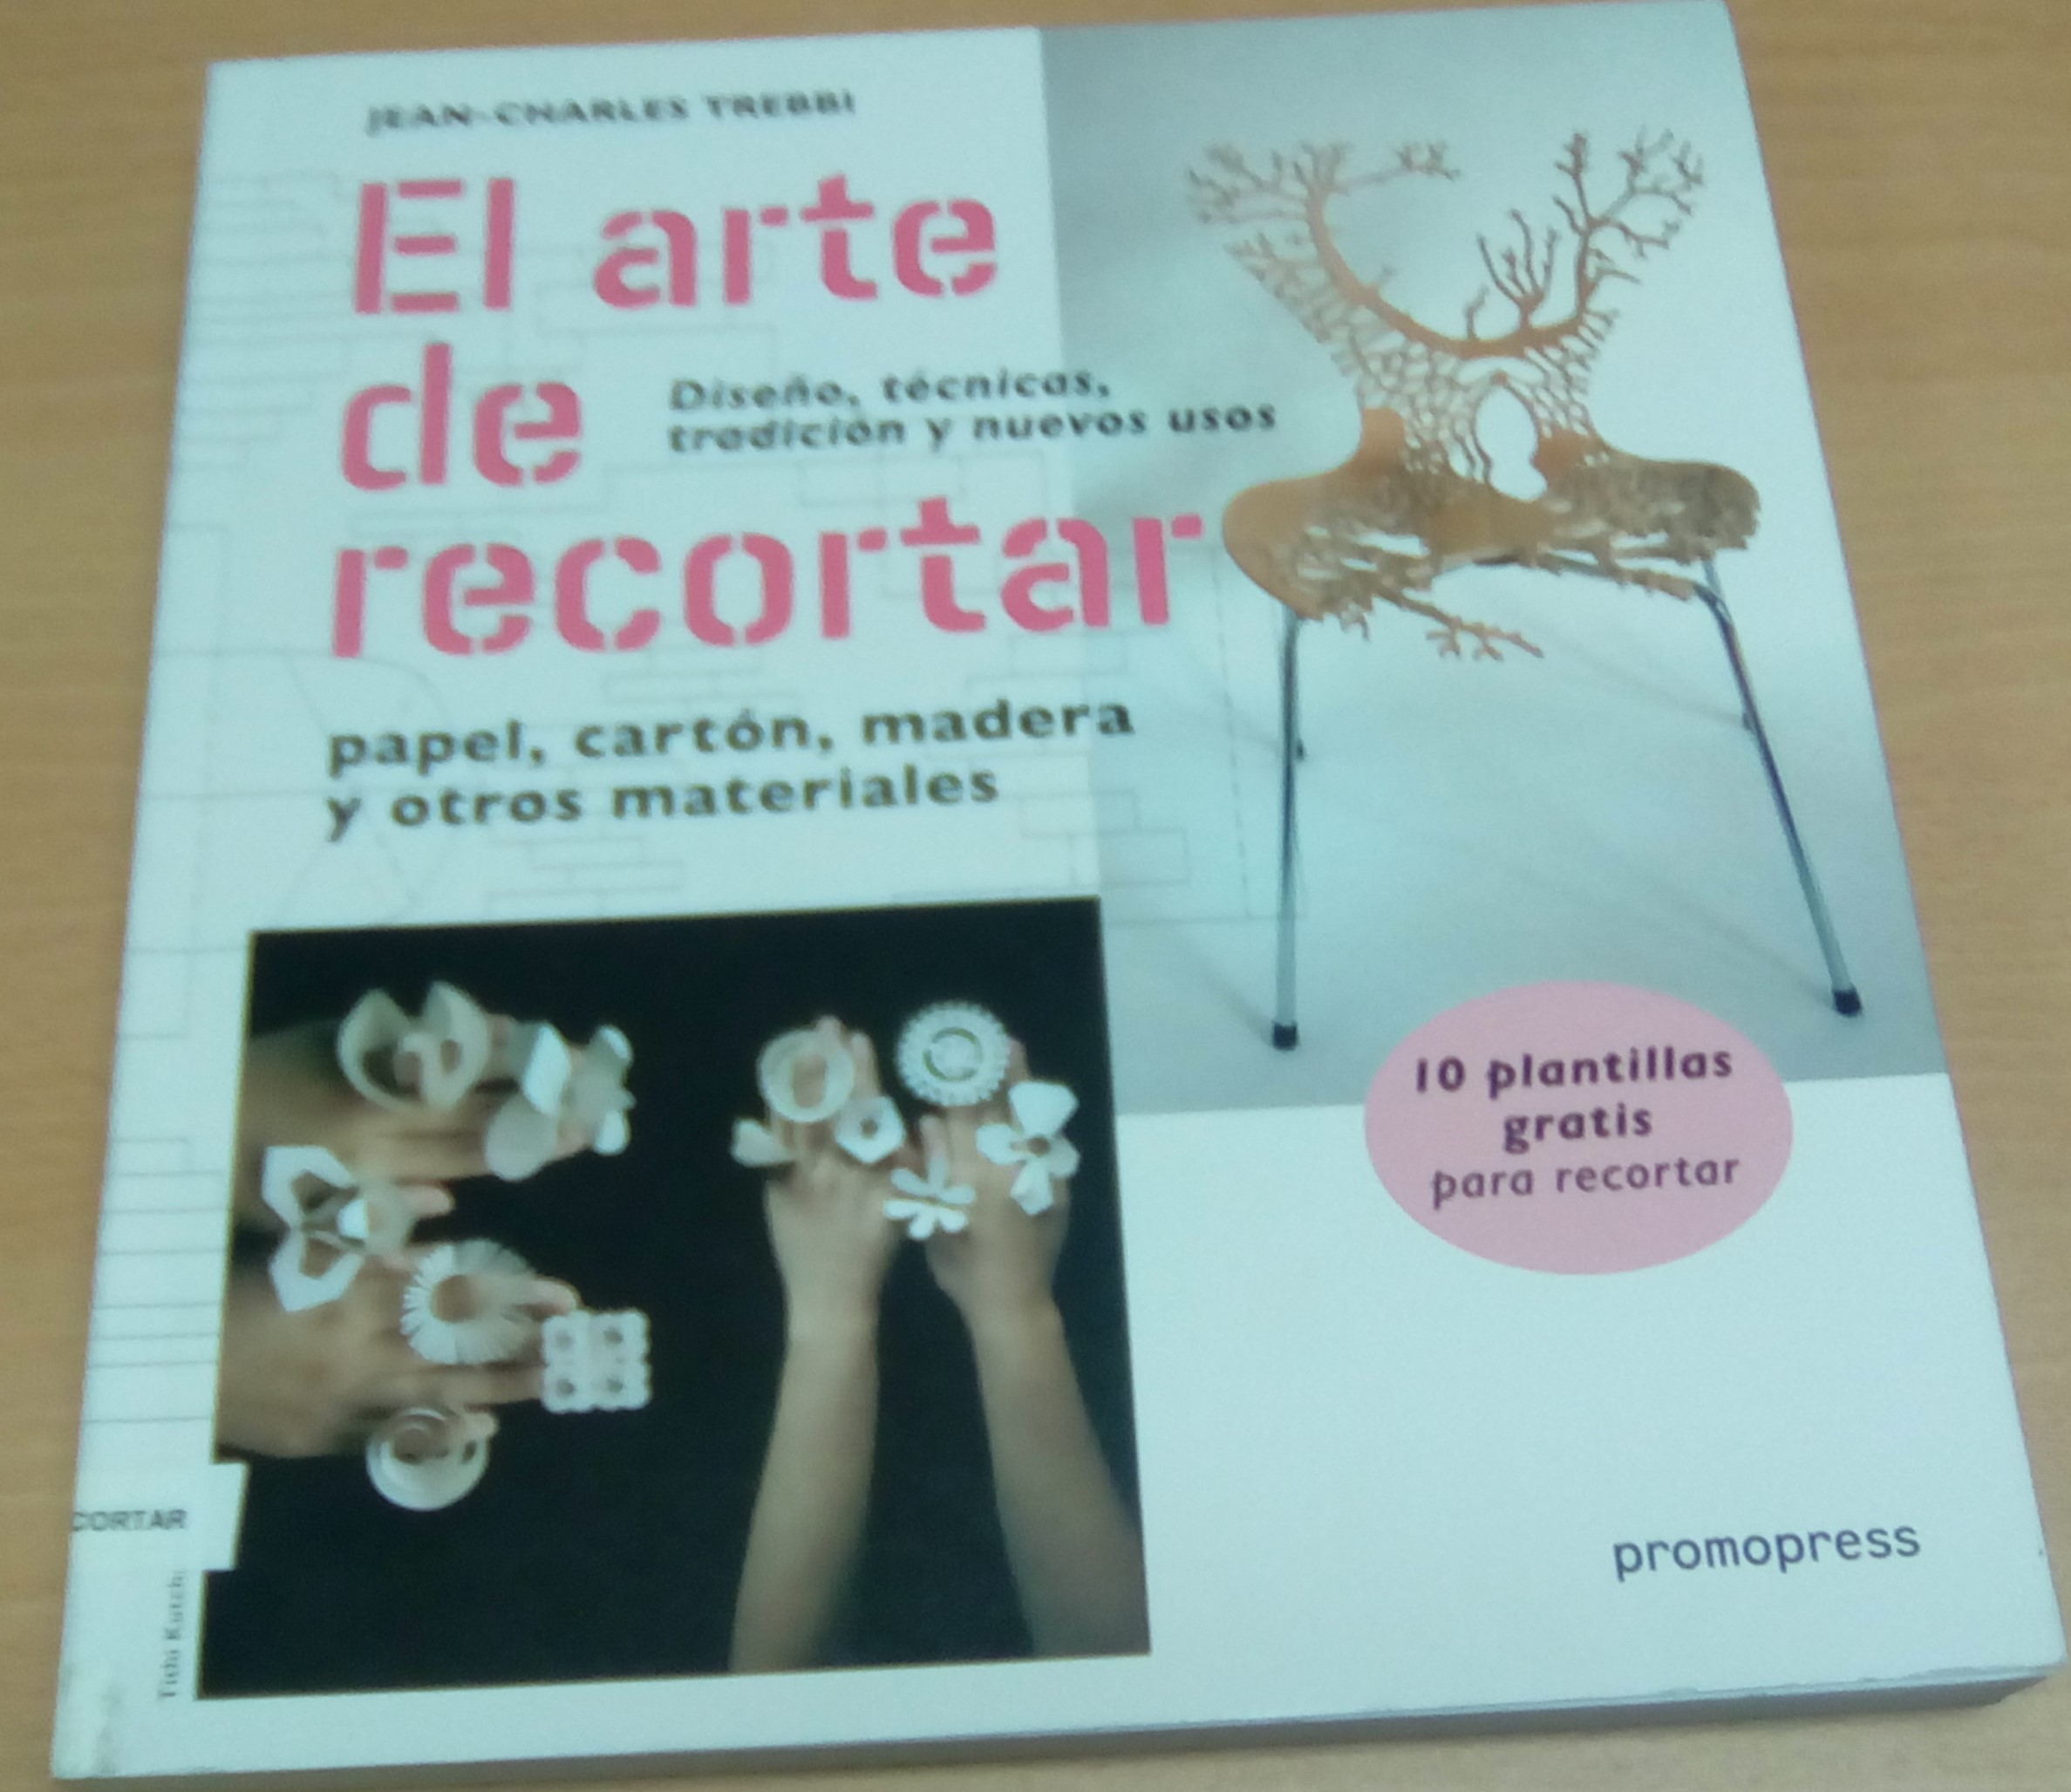 JEAN-CHARLES TREBBI
El arte
de
Diseño, técnicas,
tradición y nuevos usos
recortar
papel, cartón, madera
y otros materiales
10 plantillas
gratis
para recortar
CORTAR
promopress